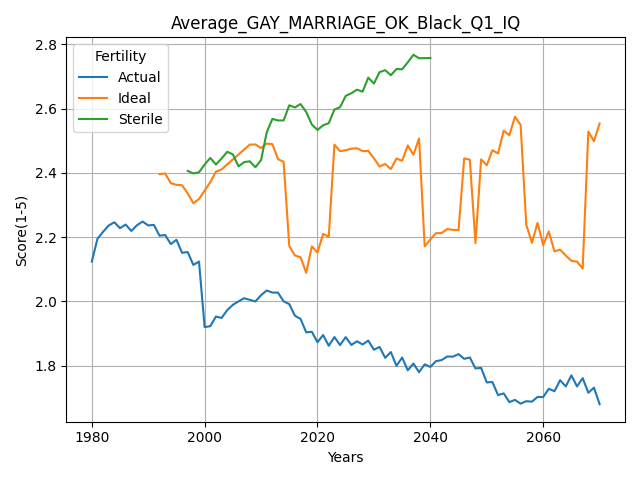 Average_GAY_MARRIAGE_OK_Black_Q1_IQ
Fertility
Actual
Ideal
Sterile
Score(1-5)
2.8
2.6
2.4
2.2
2.0
1.8
1980
2000
2020
2040
2060
Years